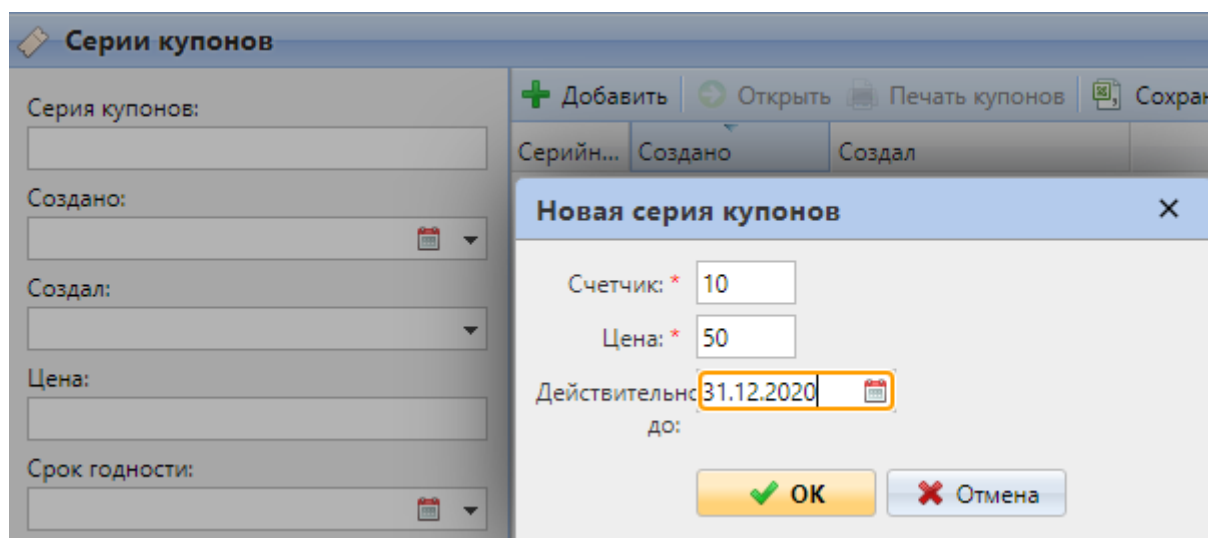 Серии купонов
Серия купонов:
Создано:
Создал:
Цена:
Срок годности:
Добавить Открыть Печать купонов Сохран
Серийн... Создано Создал
Новая серия купонов
Счетчик: * 10
Цена: * 50
Действительно 31.12.2020
до:
OK Отмена